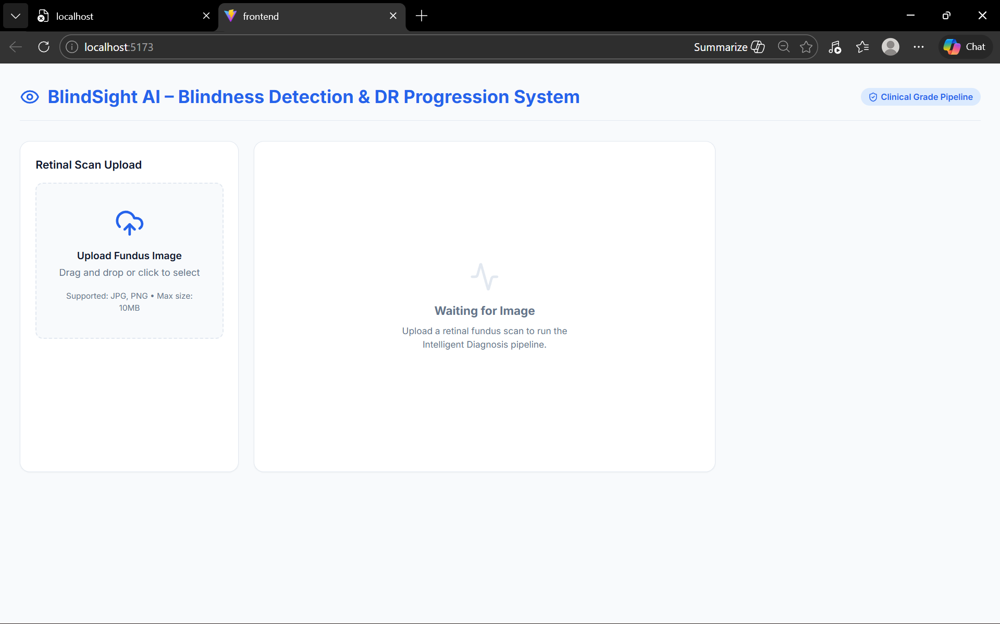 localhost
frontend
localhost:5173
Summarize
Chat
BlindSight AI – Blindness Detection & DR Progression System
Clinical Grade Pipeline
Retinal Scan Upload
Upload Fundus Image
Drag and drop or click to select
Supported: JPG, PNG • Max size:
10MB
Waiting for Image
Upload a retinal fundus scan to run the
Intelligent Diagnosis pipeline.